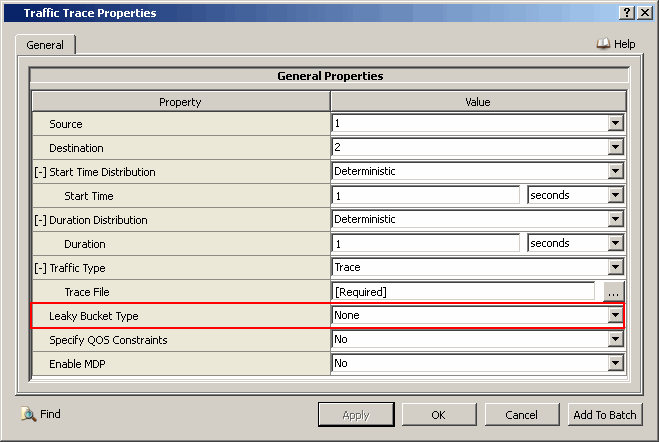 Traffic Trace Properties
General
Help
General Properties
Property Value
Source 1
Destination 2
[-] Start Time Distribution Deterministic
Start Time 1 seconds
[-] Duration Distribution Deterministic
Duration 1 seconds
[-] Traffic Type Trace
Trace File [Required] ...
Leaky Bucket Type None
Specify QOS Constraints No
Enable MDP No
Find Apply OK Cancel Add To Batch